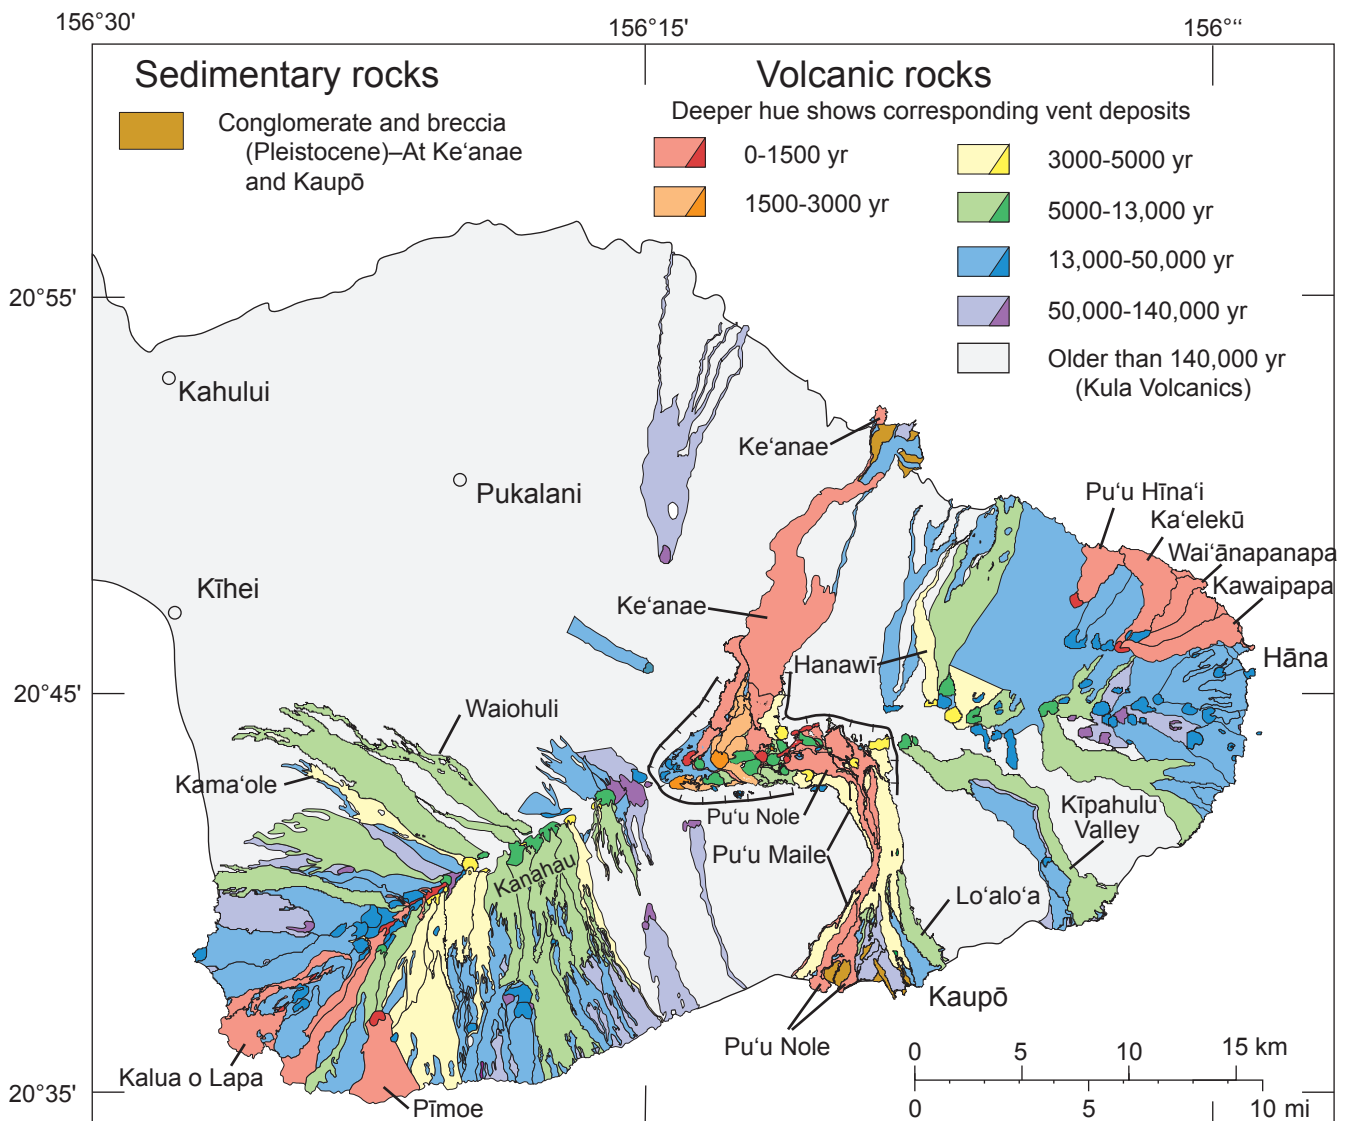 156°30'
156°15'
156°‘‘
Sedimentary rocks
Conglomerate and breccia
(Pleistocene)–At Ke‘anae
and Kaupō
Volcanic rocks
Deeper hue shows corresponding vent deposits
0-1500 yr
1500-3000 yr
3000-5000 yr
5000-13,000 yr
13,000-50,000 yr
50,000-140,000 yr
Older than 140,000 yr
(Kula Volcanics)
20°55'
Kahului
Pukalani
Kīhei
Ke‘anae
Pu‘u Hīna‘i
Ka‘elekū
Wai‘ānapanapa
Kawaipapa
Ke‘anae
Hanawī
Hāna
20°45'
Waiohuli
Kama‘ole
Pu‘u Nole
Kīpahulu
Valley
Pu‘u Maile
Kanahau
Lo‘alo‘a
Kaupō
Pu‘u Nole
Kalua o Lapa
Pīmoe
20°35'
0 5 10 15 km
0 5 10 mi